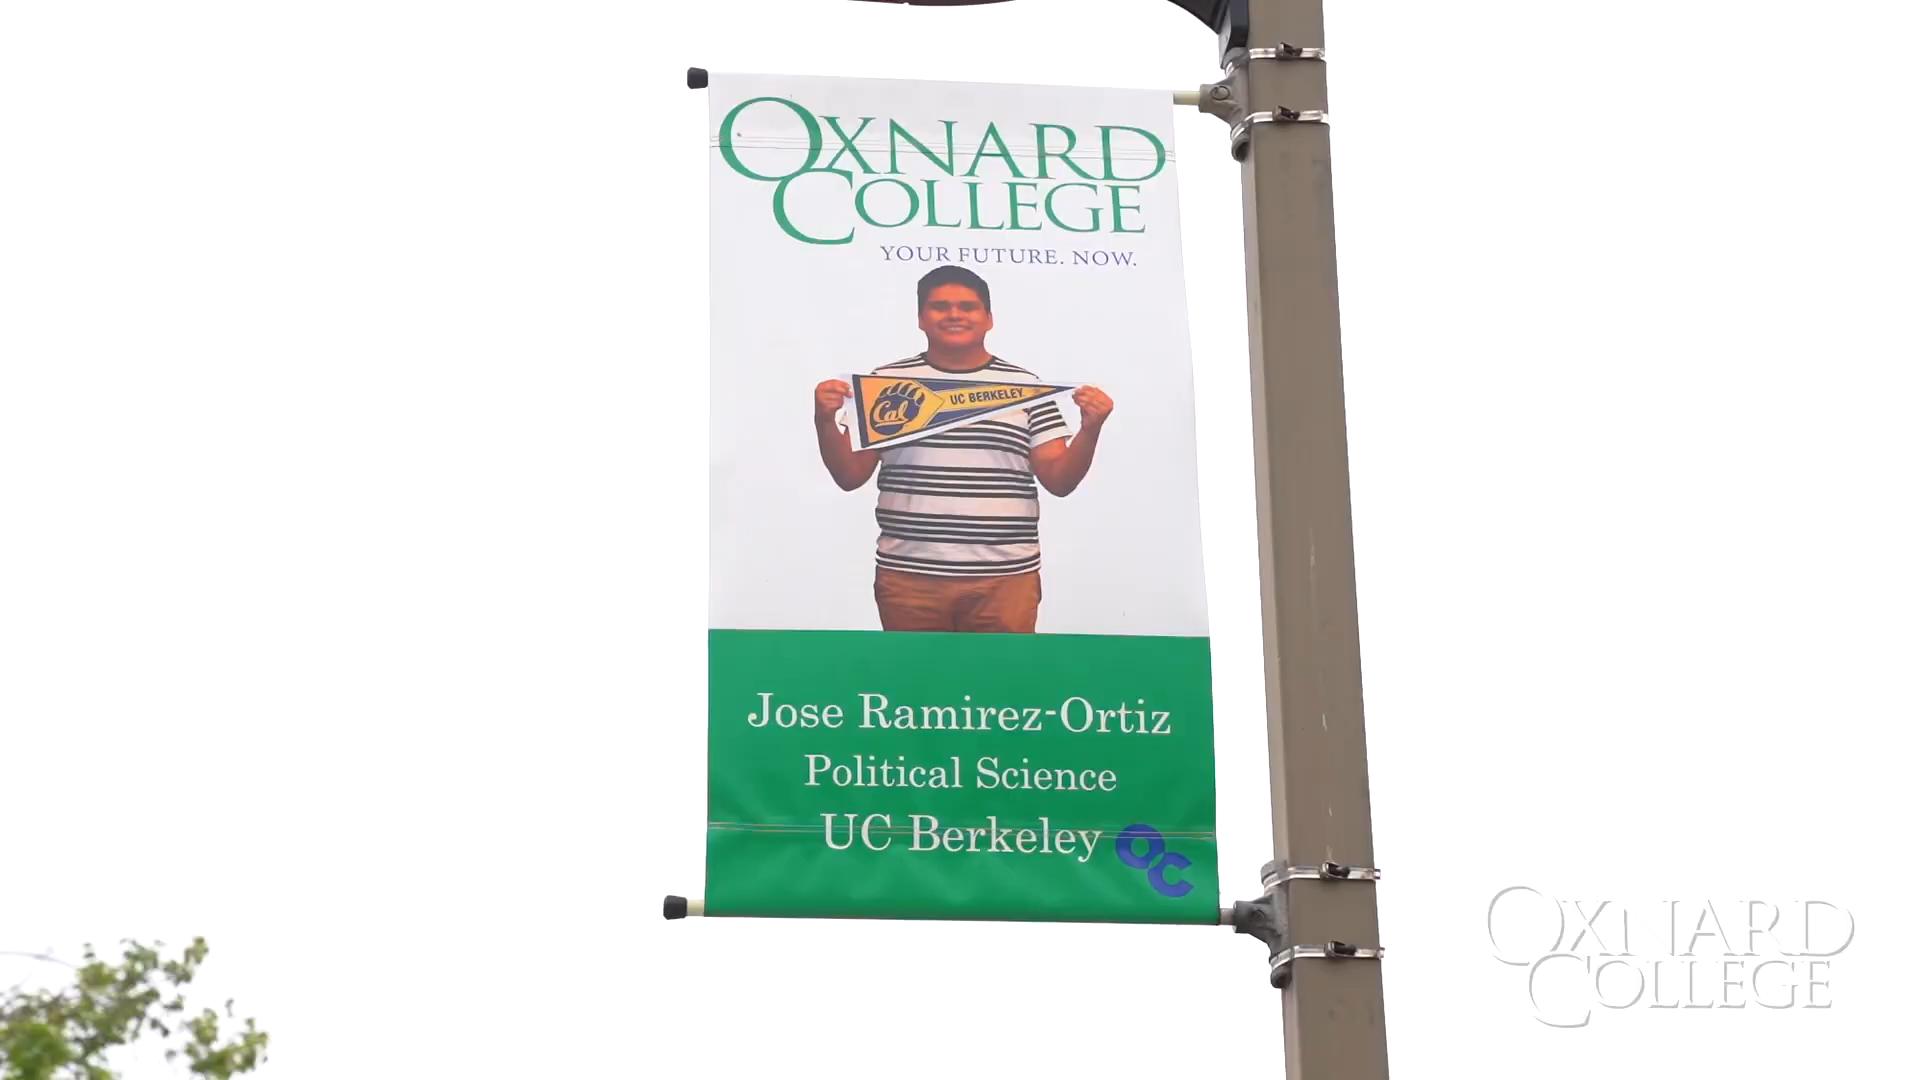 OXNARD
COLLEGE
YOUR FUTURE. NOW.
Cal
UC BERKELEY
Jose Ramirez-Ortiz
Political Science
UC Berkeley
OC
OXNARD
COLLEGE